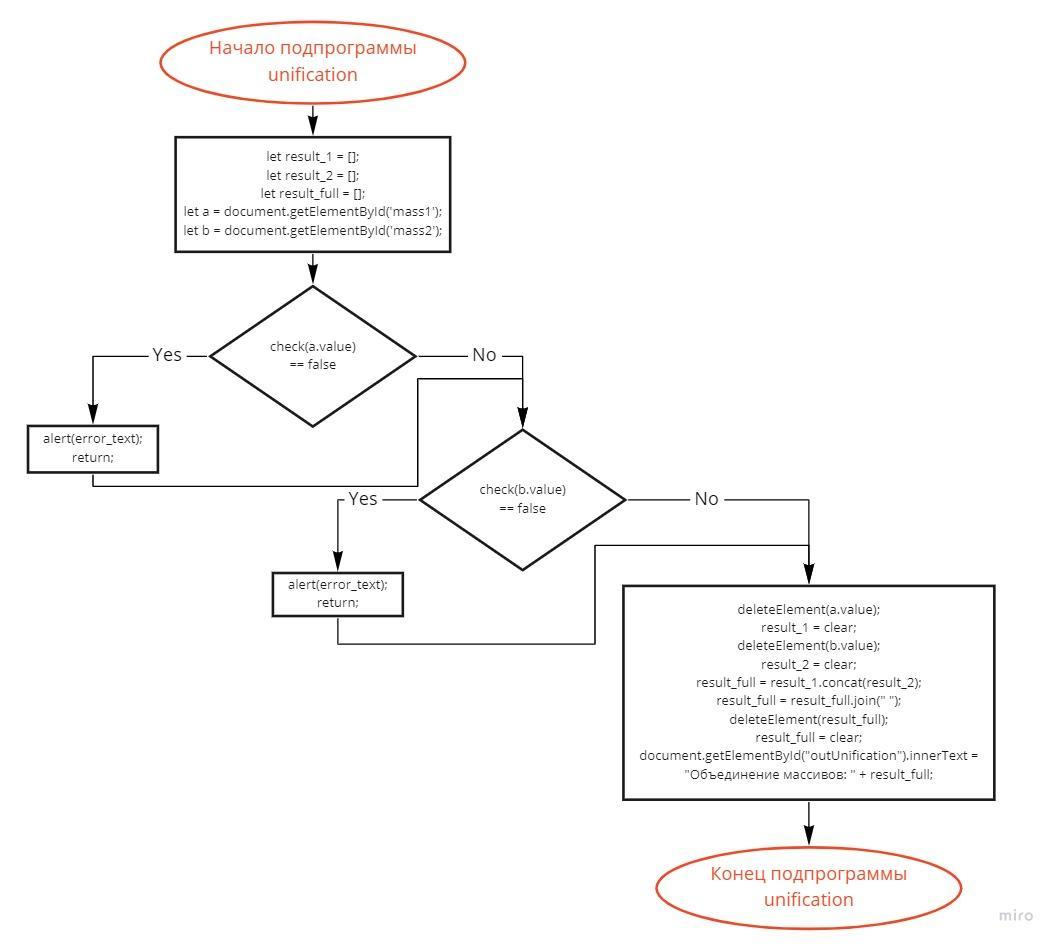 Начало подпрограммы
unification
let result_1 = [];
let result_2 = [];
let result_full = [];
let a = document.getElementById('mass1');
let b = document.getElementById('mass2');
check(a.value)
== false
Yes
No
alert(error_text);
return;
check(b.value)
== false
Yes
No
alert(error_text);
return;
deleteElement(a.value);
result_1 = clear;
deleteElement(b.value);
result_2 = clear;
result_full = result_1.concat(result_2);
result_full = result_full.join(" ");
deleteElement(result_full);
result_full = clear;
document.getElementById("outUnification").innerText =
"Объединение массивов: " + result_full;
Конец подпрограммы
unification
miro